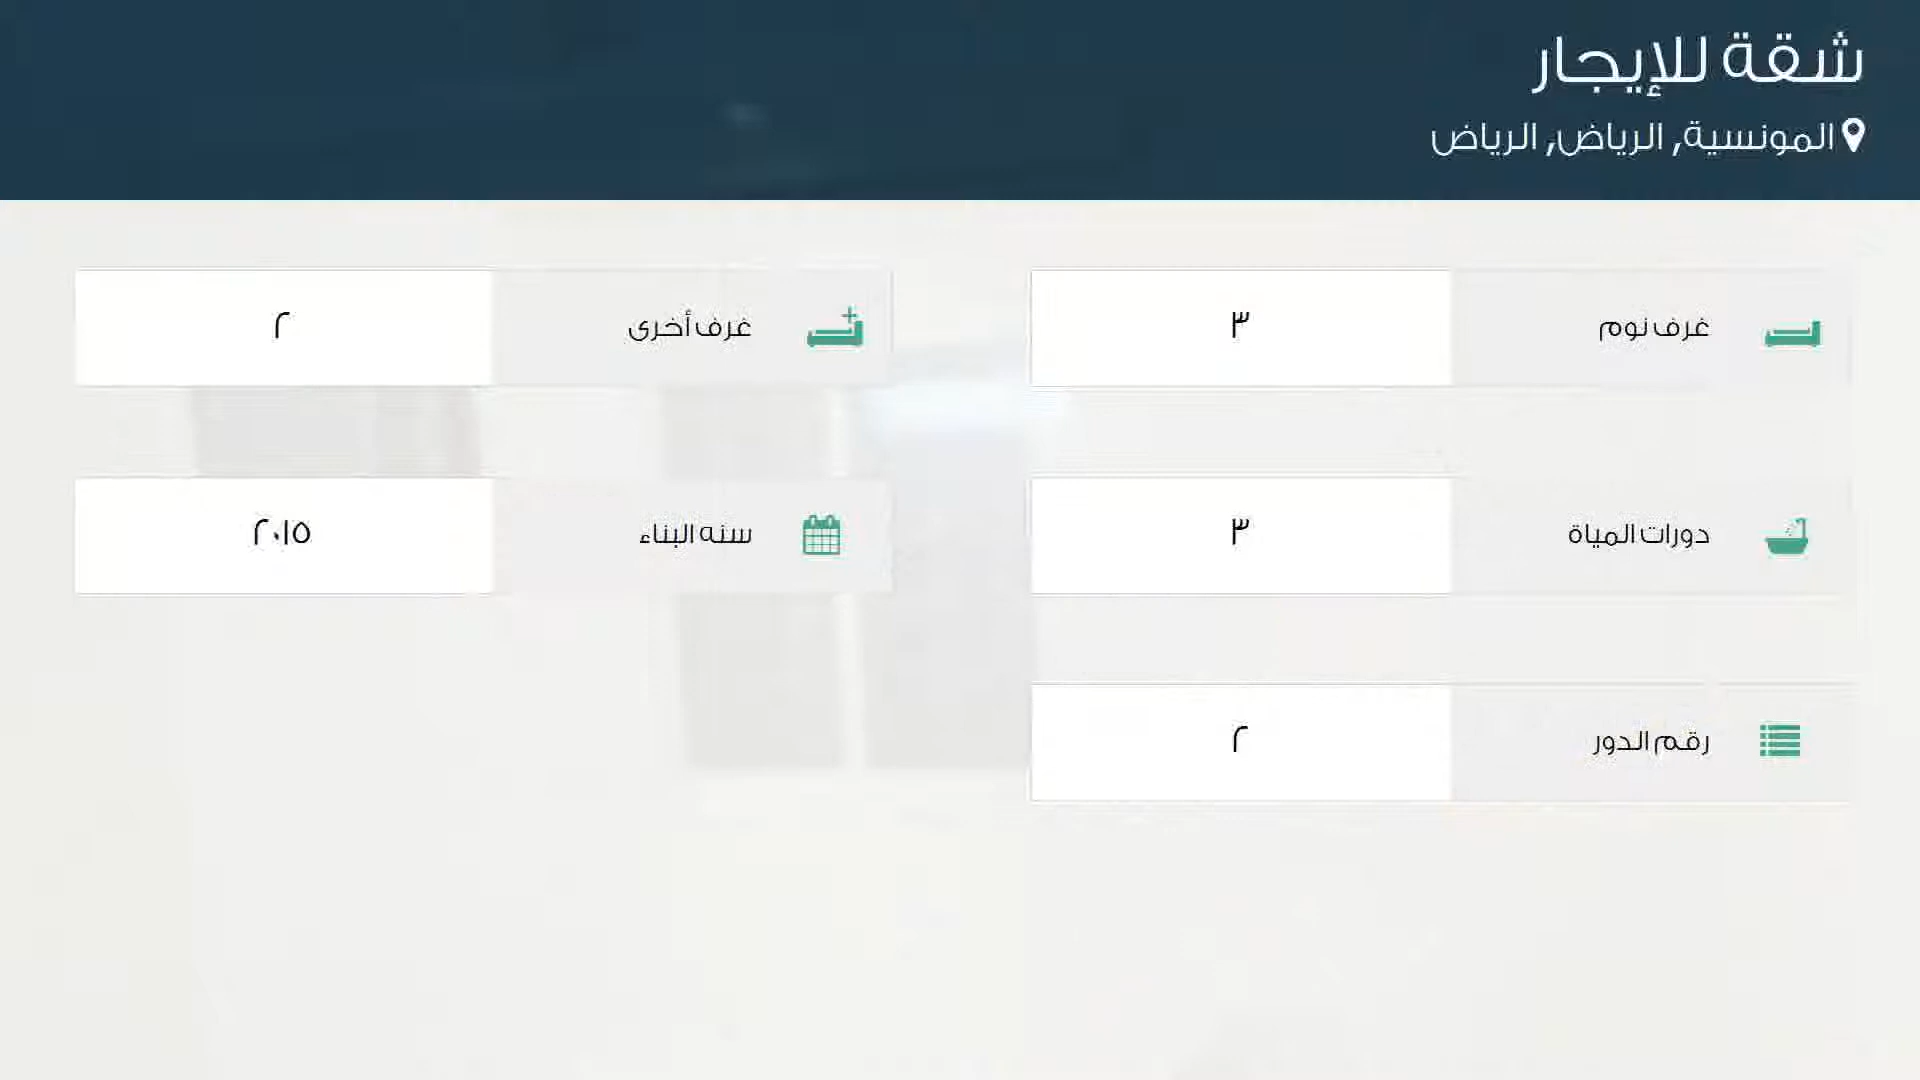 شقة للإيجار
المونسية, الرياض, الرياض
غرف نوم
٣
غرف أخرى
٢
دورات المياة
٣
سنه البناء
٢٠١٥
رقم الدور
٢